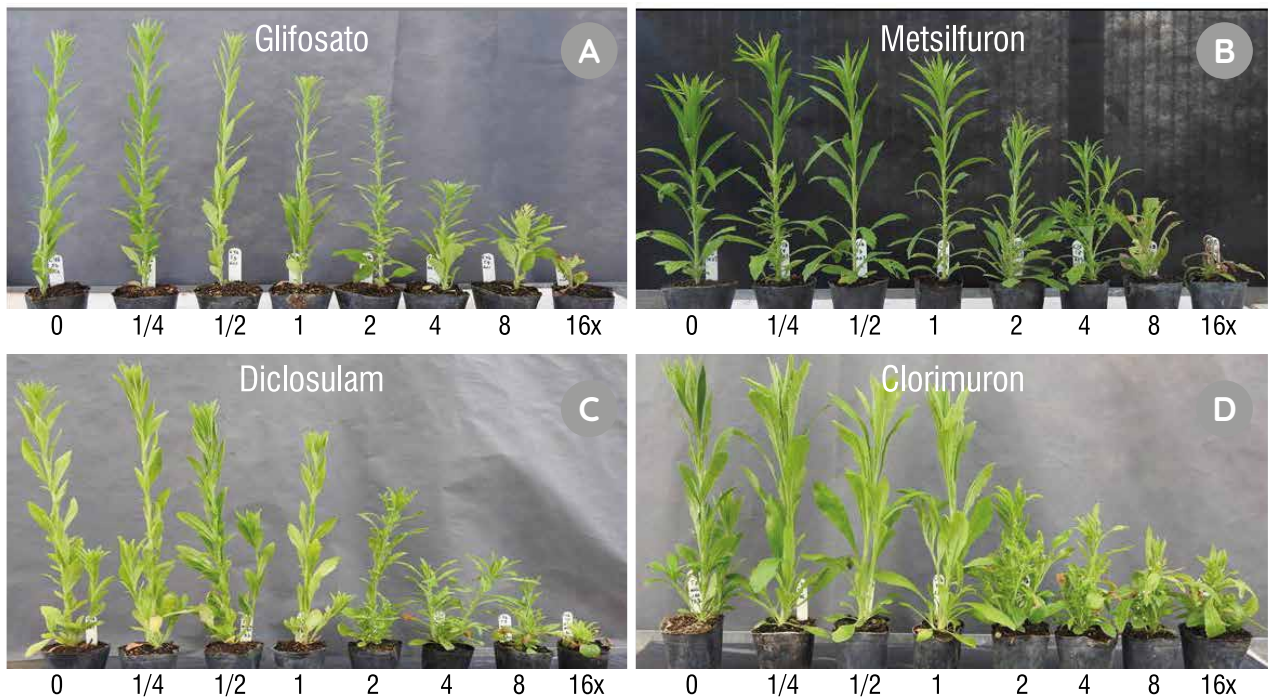 Glifosato
A
0 1/4 1/2 1 2 4 8 16x
Metsilfuron
B
0 1/4 1/2 1 2 4 8 16x
Diclosulam
C
0 1/4 1/2 1 2 4 8 16x
Clorimuron
D
0 1/4 1/2 1 2 4 8 16x